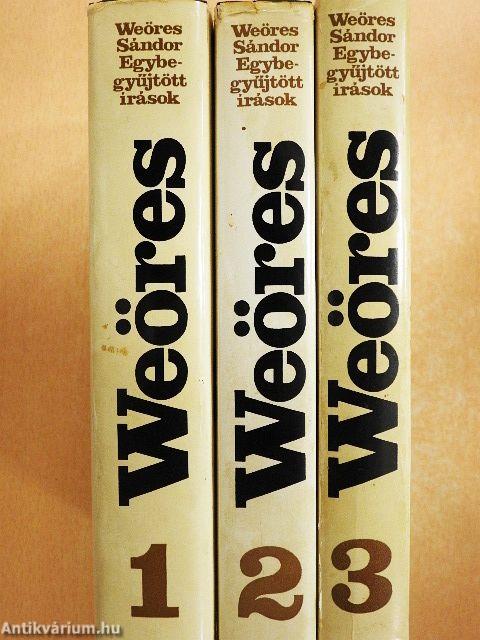 Weöres
Sándor
Egybe-
gyűjtött
írások
Weöres
1
Weöres
Sándor
Egybe-
gyűjtött
írások
Weöres
2
Weöres
Sándor
Egybe-
gyűjtött
írások
Weöres
3
Antikvárium.hu